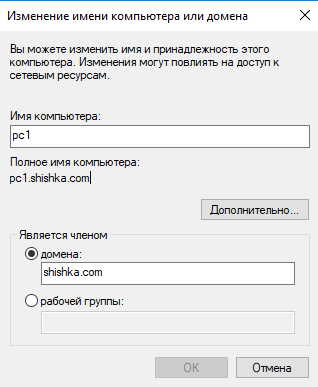 Изменение имени компьютера или домена
Вы можете изменить имя и принадлежность этого
компьютера. Изменения могут повлиять на доступ к
сетевым ресурсам.
Имя компьютера:
pc1
Полное имя компьютера:
pc1.shishka.com
Дополнительно...
Является членом
домена:
shishka.com
рабочей группы:
OK
Отмена